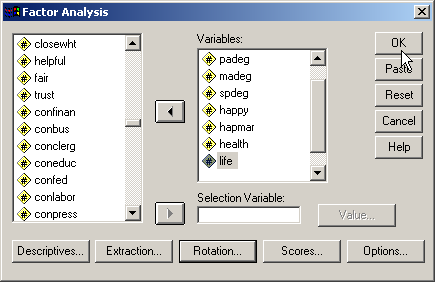 Factor Analysis
closewht
helpful
fair
trust
confinan
conbus
conclerg
coneduc
confed
conlabor
conpress
Variables:
padeg
madeg
spdeg
happy
hapmar
health
life
Selection Variable:
Value...
OK
Paste
Reset
Cancel
Help
Descriptives...
Extraction...
Rotation...
Scores...
Options...